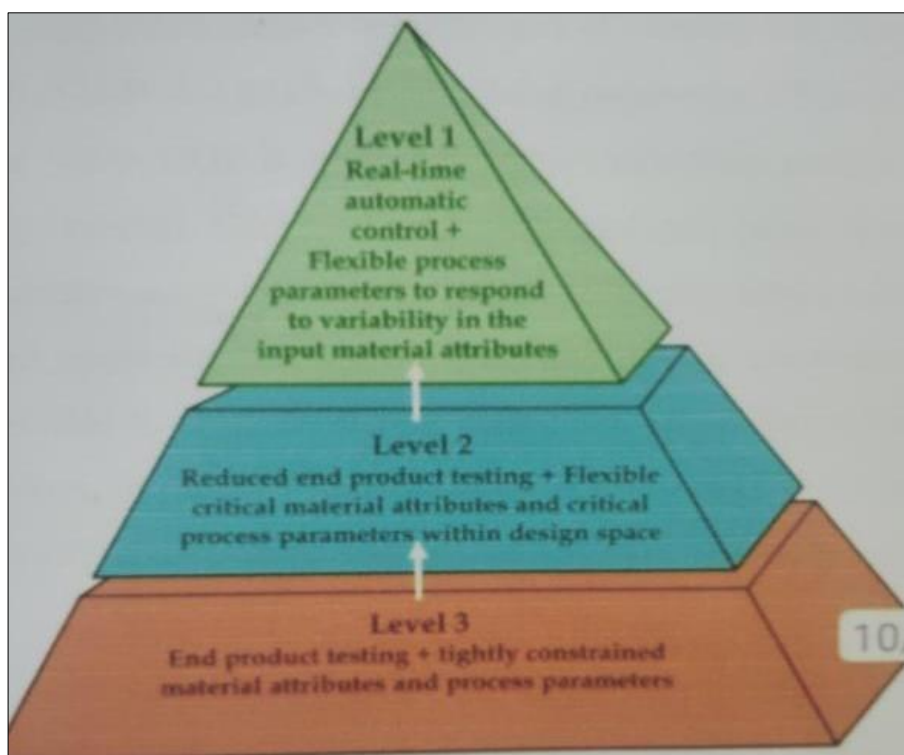 Level 1
Real-time
automatic
control +
Flexible process
parameters to respond
to variability in the
input material attributes
Level 2
Reduced end product testing + Flexible
critical material attributes and critical
process parameters within design space
Level 3
End product testing + tightly constrained
material attributes and process parameters
10,